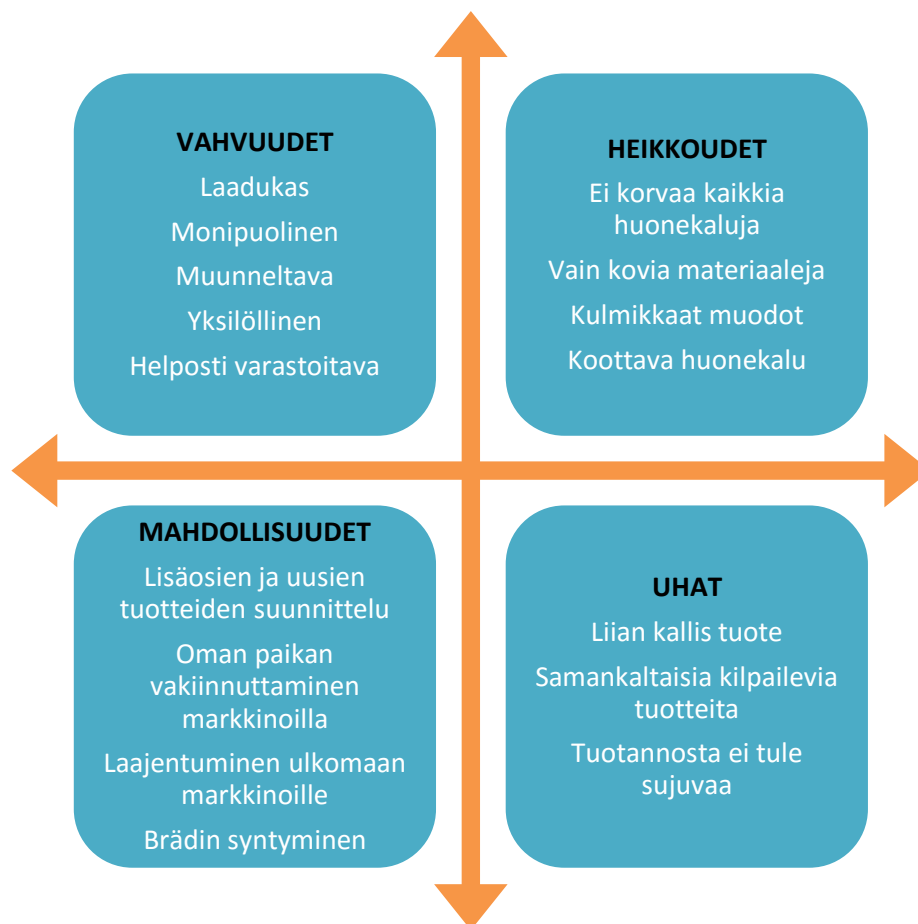 VAHVUUDET
Laadukas
Monipuolinen
Muunneltava
Yksilöllinen
Helposti varastoitava
HEIKKOUDET
Ei korvaa kaikkia
huonekaluja
Vain kovia materiaaleja
Kulmikkaat muodot
Koottava huonekalu
MAHDOLLISUUDET
Lisäosien ja uusien
tuotteiden suunnittelu
Oman paikan
vakiinnuttaminen
markkinoilla
Laajentuminen ulkomaan
markkinoille
Brädin syntyminen
UHAT
Liian kallis tuote
Samankaltaisia kilpailevia
tuotteita
Tuotannosta ei tule
sujuvaa